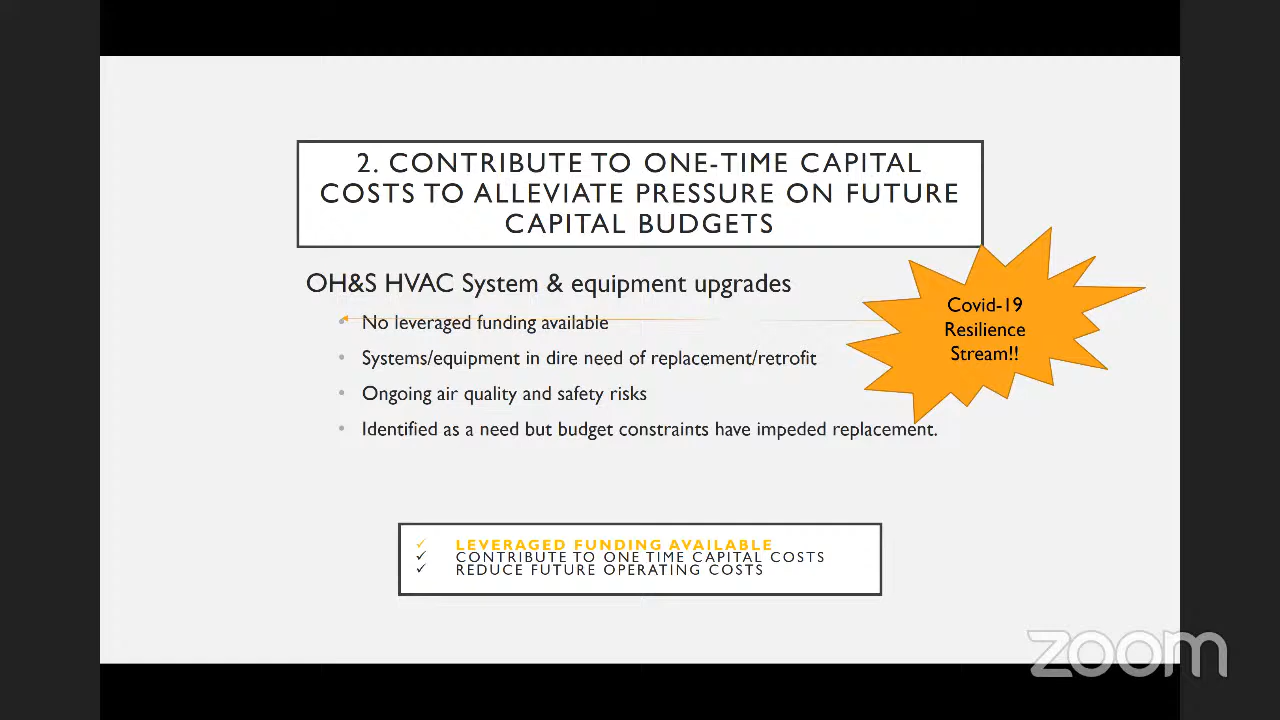 2. CONTRIBUTE TO ONE-TIME CAPITAL
COSTS TO ALLEVIATE PRESSURE ON FUTURE
CAPITAL BUDGETS
OH&S HVAC System & equipment upgrades
• No leveraged funding available
• Systems/equipment in dire need of replacement/retrofit
• Ongoing air quality and safety risks
• Identified as a need but budget constraints have impeded replacement.
Covid-19
Resilience
Stream!!
✓ LEVERAGED FUNDING AVAILABLE
✓ CONTRIBUTE TO ONE TIME CAPITAL COSTS
✓ REDUCE FUTURE OPERATING COSTS
zoom